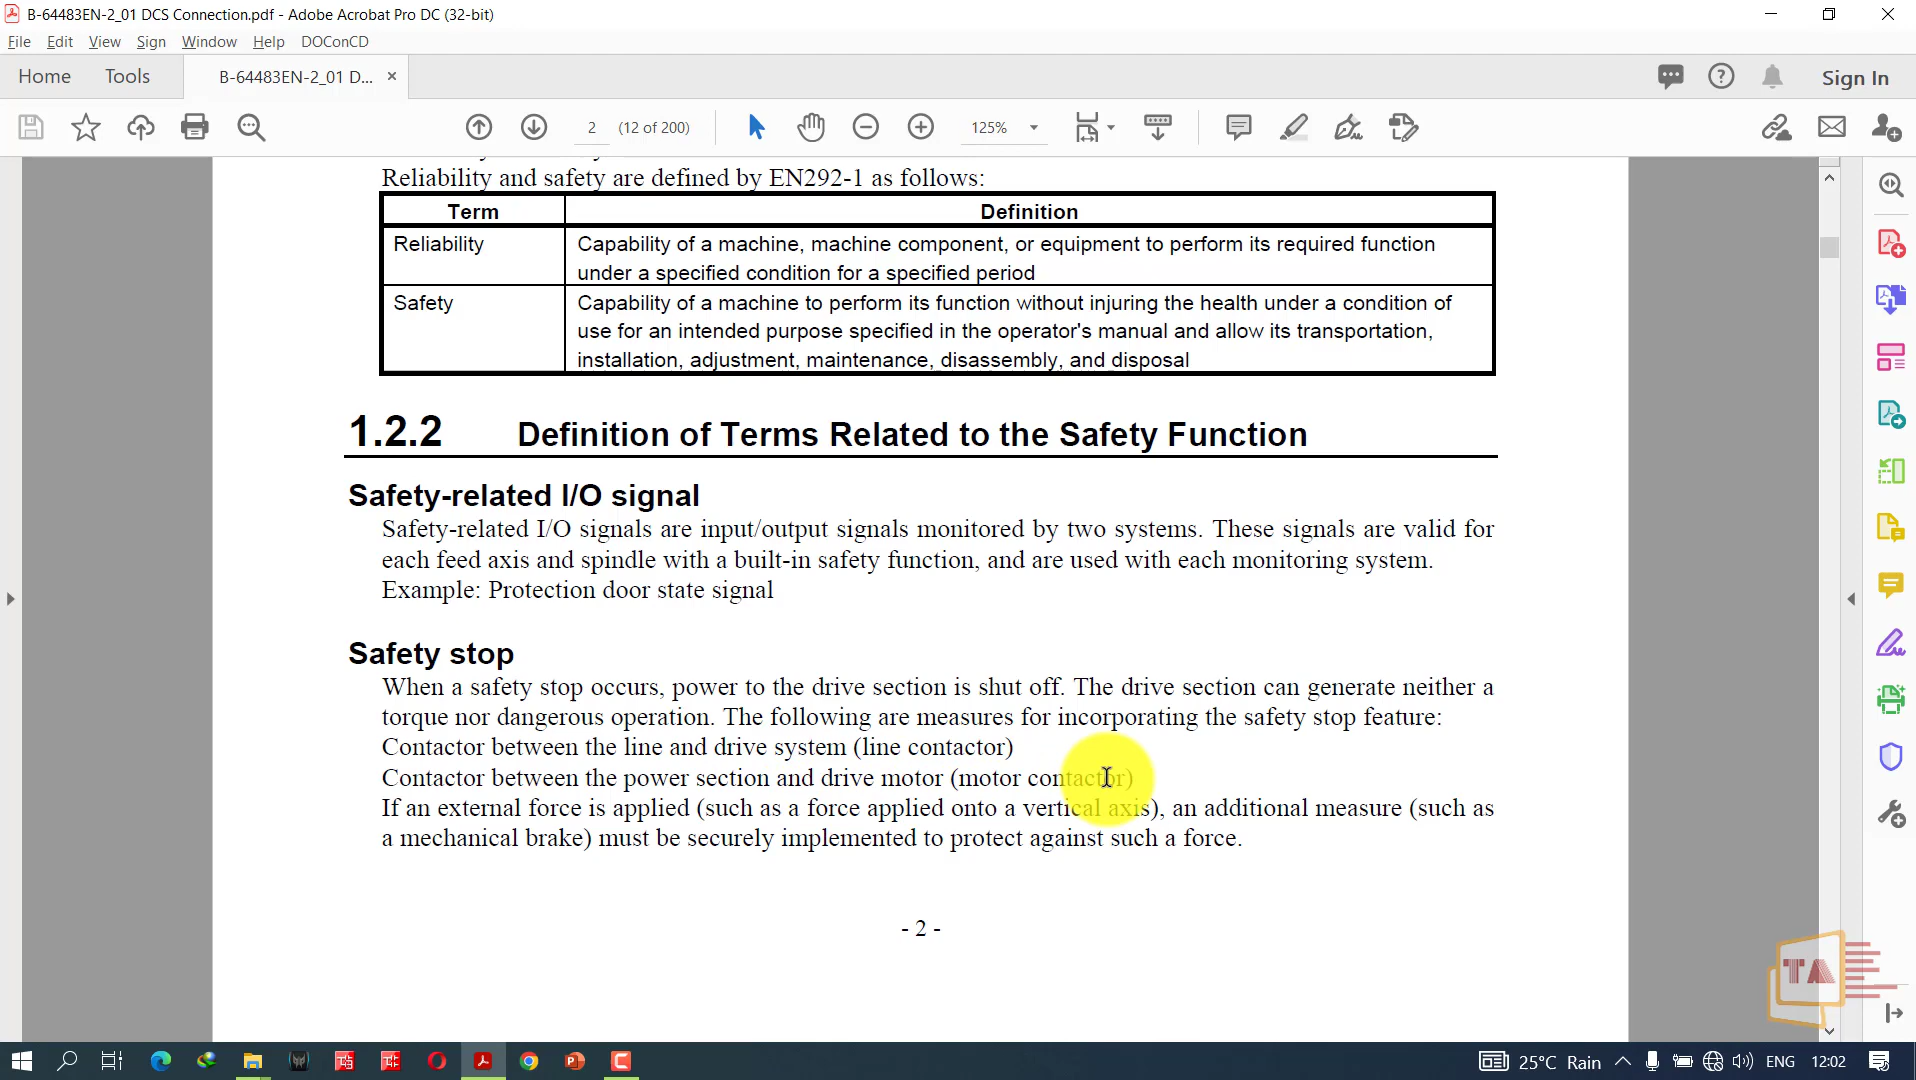 B-64483EN-2_01 DCS Connection.pdf - Adobe Acrobat Pro DC (32-bit)
File Edit View Sign Window Help DOConCD
Home Tools B-64483EN-2_01 D... × Sign In
2 (12 of 200) 125%
Reliability and safety are defined by EN292-1 as follows:
Term Definition
Reliability Capability of a machine, machine component, or equipment to perform its required function
under a specified condition for a specified period
Safety Capability of a machine to perform its function without injuring the health under a condition of
use for an intended purpose specified in the operator's manual and allow its transportation,
installation, adjustment, maintenance, disassembly, and disposal
1.2.2 Definition of Terms Related to the Safety Function
Safety-related I/O signal
Safety-related I/O signals are input/output signals monitored by two systems. These signals are valid for
each feed axis and spindle with a built-in safety function, and are used with each monitoring system.
Example: Protection door state signal
Safety stop
When a safety stop occurs, power to the drive section is shut off. The drive section can generate neither a
torque nor dangerous operation. The following are measures for incorporating the safety stop feature:
Contactor between the line and drive system (line contactor)
Contactor between the power section and drive motor (motor contactor)
If an external force is applied (such as a force applied onto a vertical axis), an additional measure (such as
a mechanical brake) must be securely implemented to protect against such a force.
- 2 -
TA
25°C Rain ENG 12:02